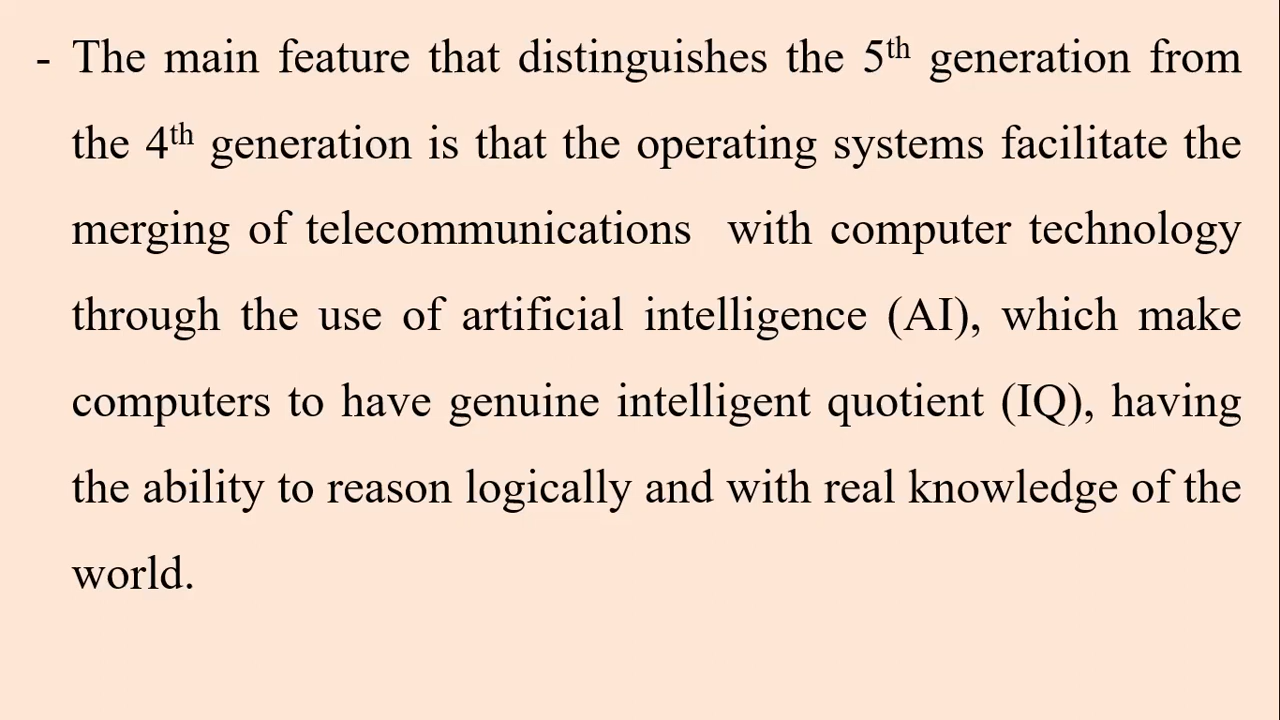 - The main feature that distinguishes the 5th generation from
the 4th generation is that the operating systems facilitate the
merging of telecommunications  with computer technology
through the use of artificial intelligence (AI), which make
computers to have genuine intelligent quotient (IQ), having
the ability to reason logically and with real knowledge of the
world.